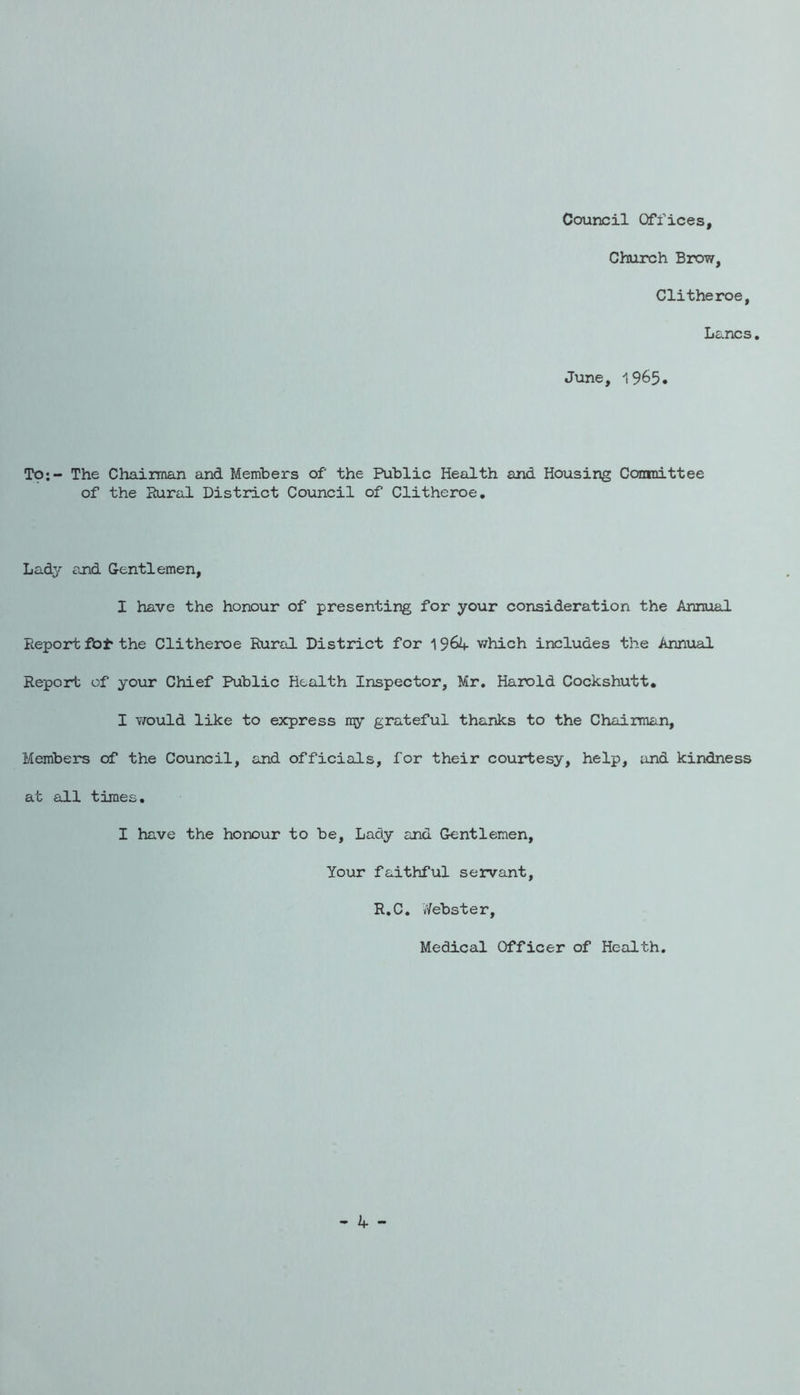 Council Offices,
Church Brow,
Clitheroe,
Lancs.
June, 1965.
To:- The Chairman and Members of the Public Health and Housing Committee
of the Rural District Council of Clitheroe.
Lady and Gentlemen,
I have the honour of presenting for your consideration the Annual
Report for the Clitheroe Rural District for 1964 which includes the Annual
Report of your Chief Public Health Inspector, Mr. Harold Cockshutt.
I would like to express my grateful thanks to the Chairman,
Members of the Council, and officials, for their courtesy, help, and kindness
at all times.
I have the honour to be, Lady and Gentlemen,
Your faithful servant,
R.C. Webster,
Medical Officer of Health.
- 4 -